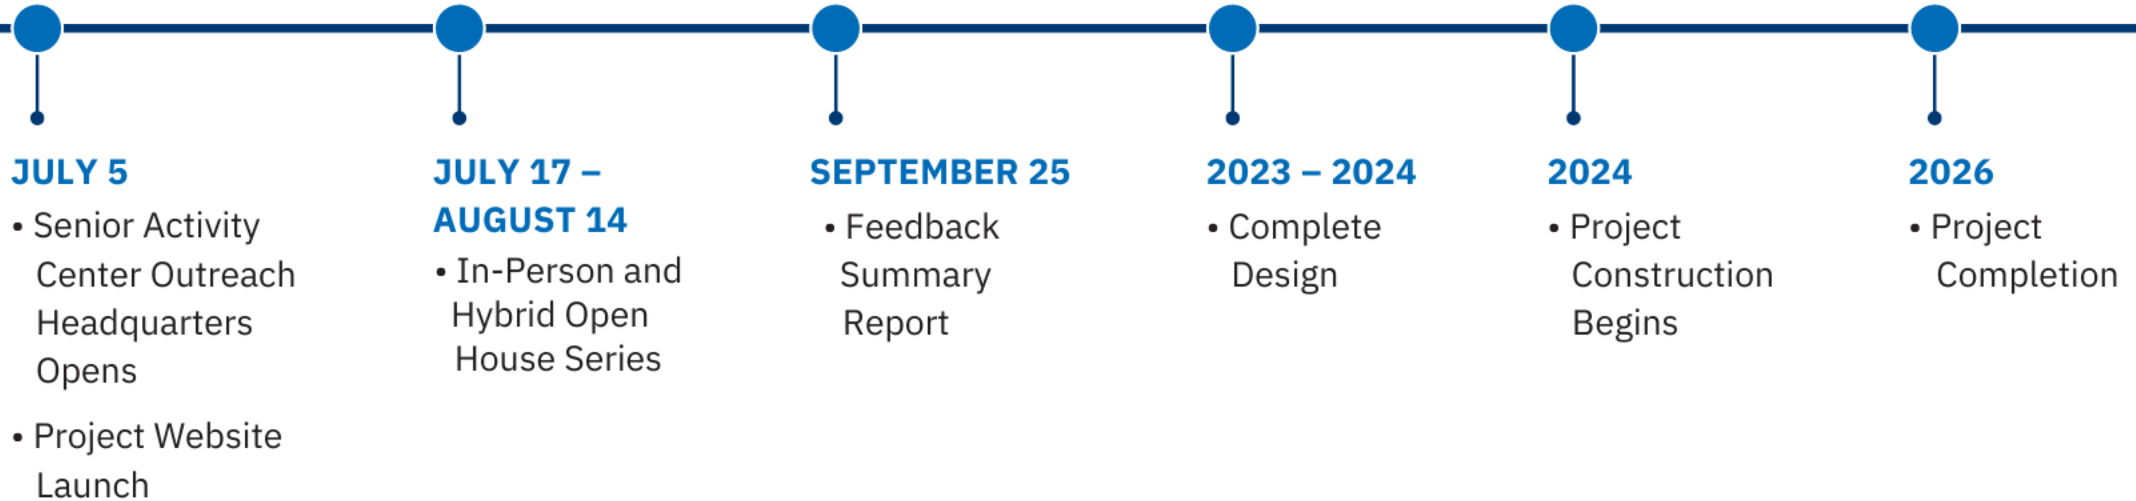 JULY 5
• Senior Activity
Center Outreach
Headquarters
Opens
• Project Website
Launch
JULY 17 –
AUGUST 14
• In-Person and
Hybrid Open
House Series
SEPTEMBER 25
• Feedback
Summary
Report
2023 – 2024
• Complete
Design
2024
• Project
Construction
Begins
2026
• Project
Completion